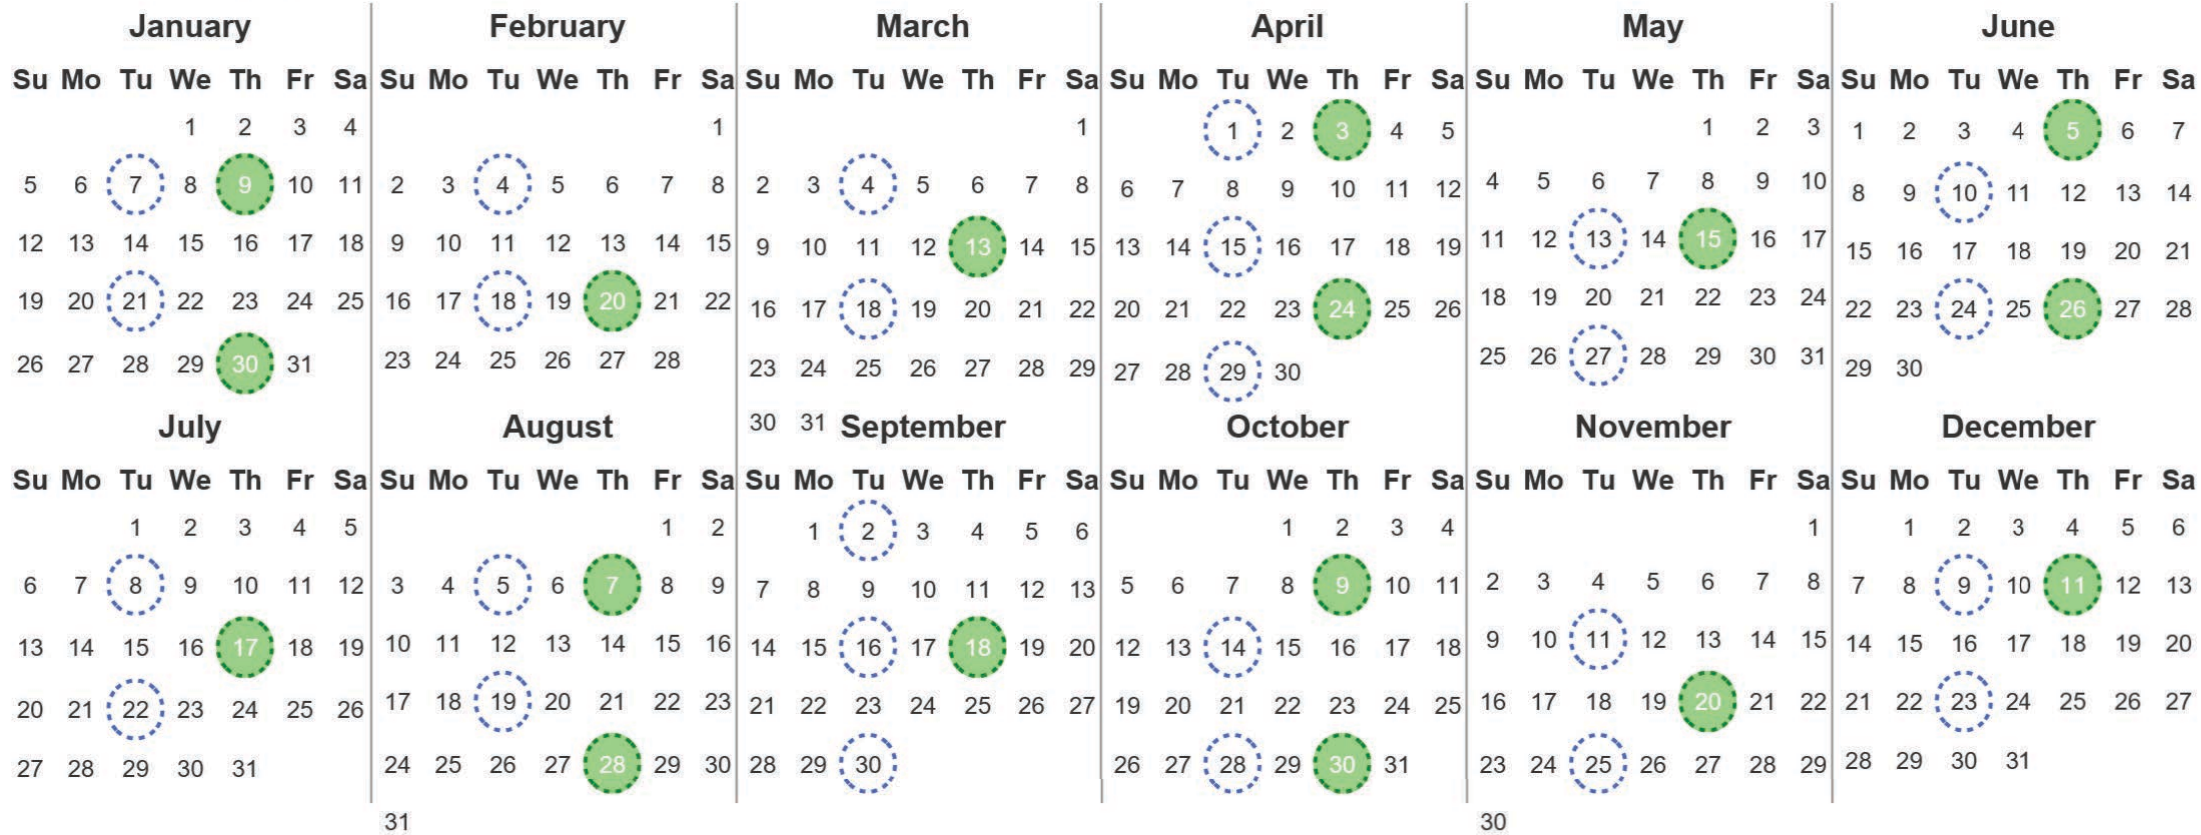 January February March April May June
Su Mo Tu We Th Fr Sa Su Mo Tu We Th Fr Sa Su Mo Tu We Th Fr Sa Su Mo Tu We Th Fr Sa Su Mo Tu We Th Fr Sa Su Mo Tu We Th Fr Sa
1 2 3 4 1 1 1 2 3 4 5 1 2 3 1 2 3 4 5 6 7
5 6 7 8 9 10 11 2 3 4 5 6 7 8 2 3 4 5 6 7 8 6 7 8 9 10 11 12 4 5 6 7 8 9 10 8 9 10 11 12 13 14
12 13 14 15 16 17 18 9 10 11 12 13 14 15 9 10 11 12 13 14 15 13 14 15 16 17 18 19 11 12 13 14 15 16 17 15 16 17 18 19 20 21
19 20 21 22 23 24 25 16 17 18 19 20 21 22 16 17 18 19 20 21 22 20 21 22 23 24 25 26 18 19 20 21 22 23 24 22 23 24 25 26 27 28
26 27 28 29 30 31 23 24 25 26 27 28 23 24 25 26 27 28 29 27 28 29 30 25 26 27 28 29 30 31 29 30
30 31
July August September October November December
Su Mo Tu We Th Fr Sa Su Mo Tu We Th Fr Sa Su Mo Tu We Th Fr Sa Su Mo Tu We Th Fr Sa Su Mo Tu We Th Fr Sa Su Mo Tu We Th Fr Sa
1 2 3 4 5 1 2 1 2 3 4 5 6 1 2 3 4 1 1 2 3 4 5 6
6 7 8 9 10 11 12 3 4 5 6 7 8 9 7 8 9 10 11 12 13 5 6 7 8 9 10 11 2 3 4 5 6 7 8 7 8 9 10 11 12 13
13 14 15 16 17 18 19 10 11 12 13 14 15 16 14 15 16 17 18 19 20 12 13 14 15 16 17 18 9 10 11 12 13 14 15 14 15 16 17 18 19 20
20 21 22 23 24 25 26 17 18 19 20 21 22 23 21 22 23 24 25 26 27 19 20 21 22 23 24 25 16 17 18 19 20 21 22 21 22 23 24 25 26 27
27 28 29 30 31 24 25 26 27 28 29 30 28 29 30 26 27 28 29 30 31 23 24 25 26 27 28 29 28 29 30 31
31 30